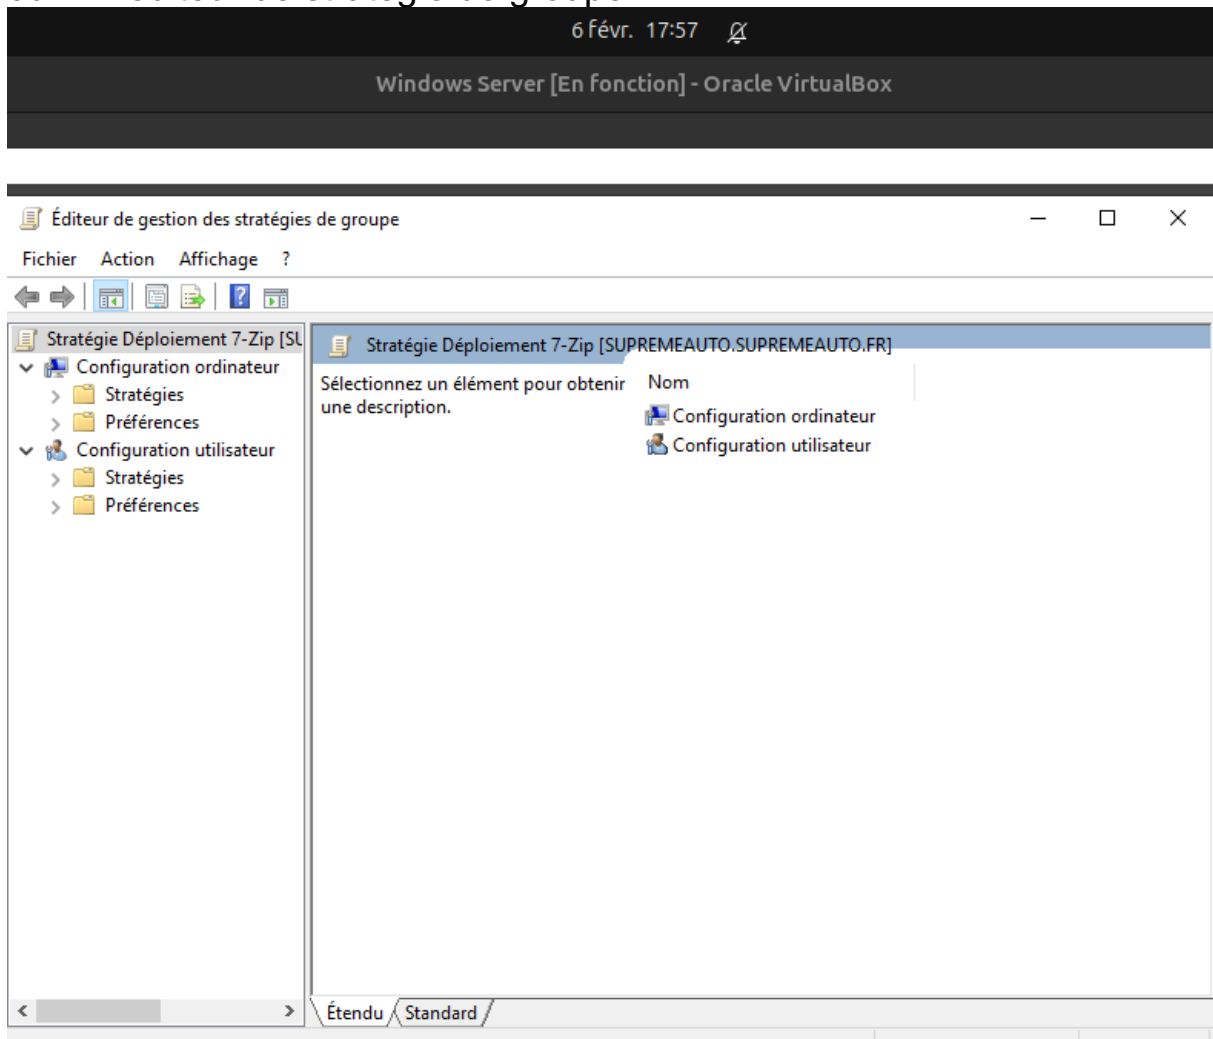 6 févr. 17:57
Windows Server [En fonction] - Oracle VirtualBox
Éditeur de gestion des stratégies de groupe
Fichier Action Affichage ?
Stratégie Déploiement 7-Zip [SU
Configuration ordinateur
Stratégies
Préférences
Configuration utilisateur
Stratégies
Préférences
Stratégie Déploiement 7-Zip [SUPREMEAUTO.SUPREMEAUTO.FR]
Sélectionnez un élément pour obtenir
une description.
Nom
Configuration ordinateur
Configuration utilisateur
Étendu Standard